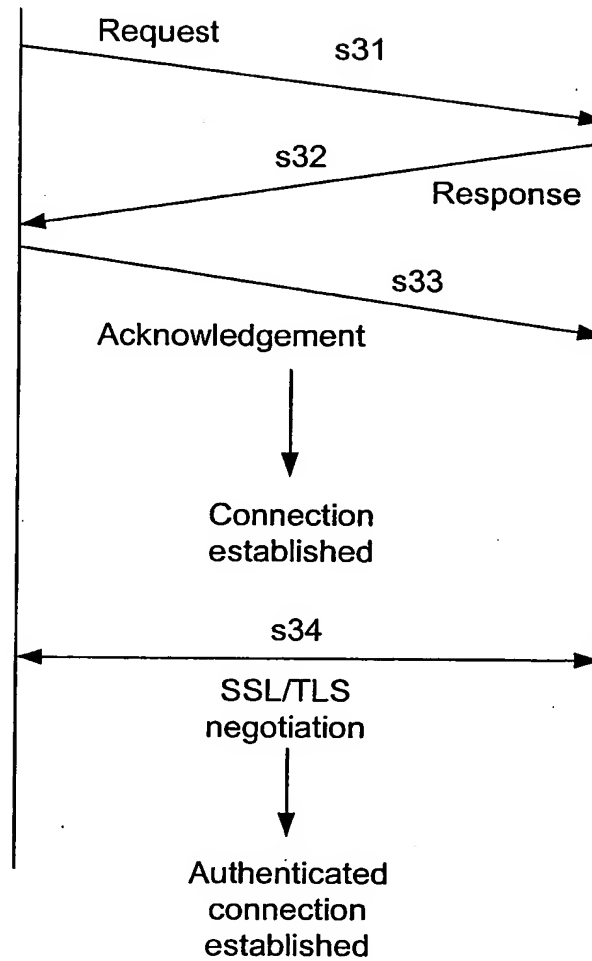 Request
s31
s32
Response
s33
Acknowledgement
Connection
established
s34
SSL/TLS
negotiation
Authenticated
connection
established